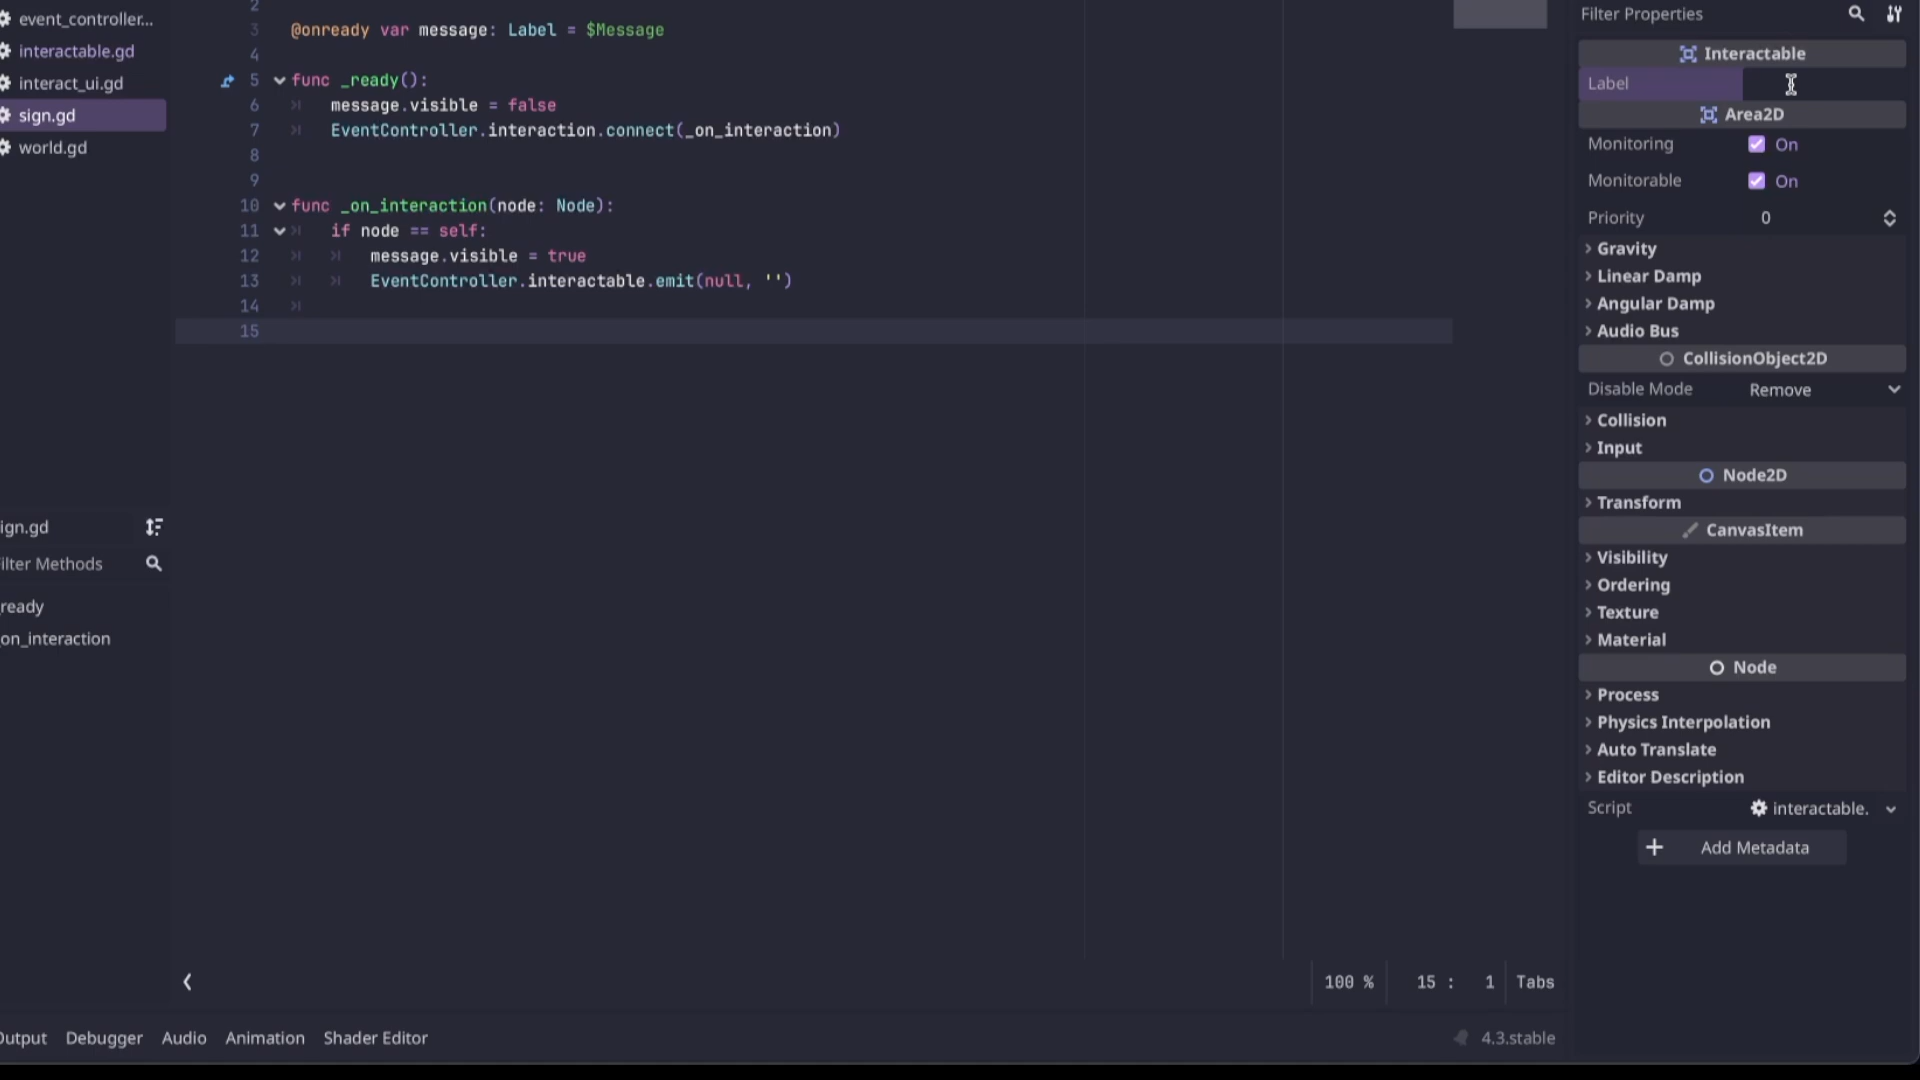 event_controller...
interactable.gd
interact_ui.gd
sign.gd
world.gd
ign.gd
ilter Methods
ready
on_interaction
2
3 @onready var message: Label = $Message
4
5 func _ready():
6 message.visible = false
7 EventController.interaction.connect(_on_interaction)
8
9
10 func _on_interaction(node: Node):
11 if node == self:
12 message.visible = true
13 EventController.interactable.emit(null, '')
14
15
100 % 15 : 1 Tabs
Output Debugger Audio Animation Shader Editor 4.3.stable
Filter Properties
Interactable
Label
Area2D
Monitoring On
Monitorable On
Priority 0
Gravity
Linear Damp
Angular Damp
Audio Bus
CollisionObject2D
Disable Mode Remove
Collision
Input
Node2D
Transform
CanvasItem
Visibility
Ordering
Texture
Material
Node
Process
Physics Interpolation
Auto Translate
Editor Description
Script interactable.
Add Metadata